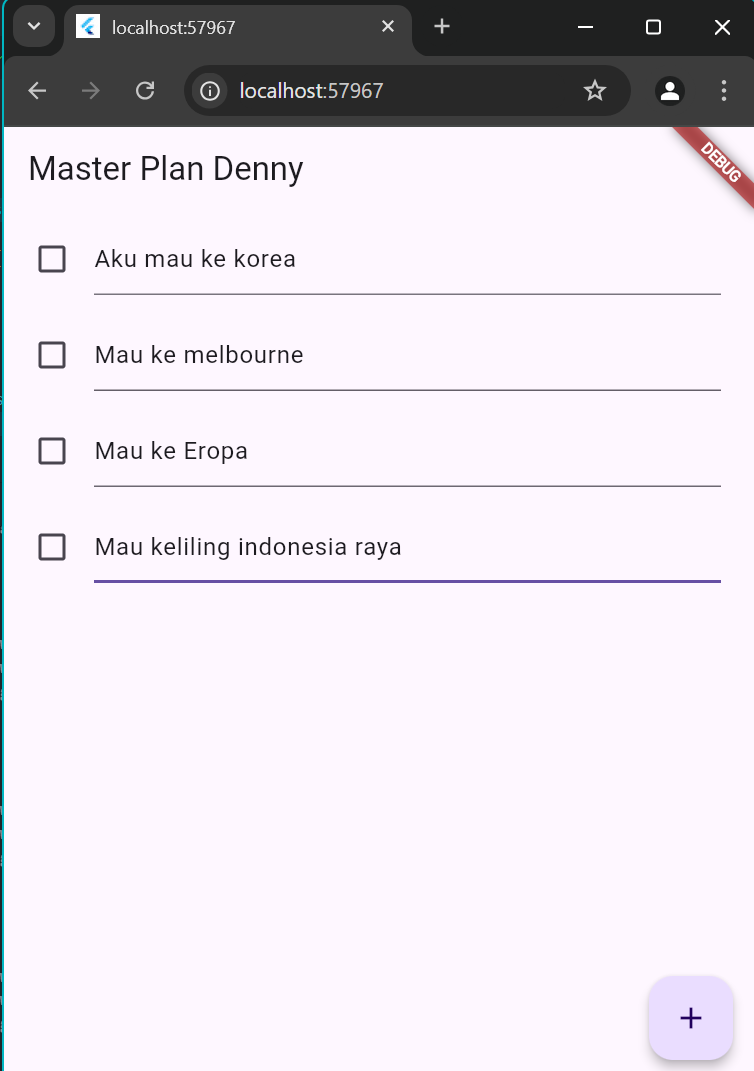 localhost:57967
localhost:57967
DEBUG
Master Plan Denny
Aku mau ke korea
Mau ke melbourne
Mau ke Eropa
Mau keliling indonesia raya